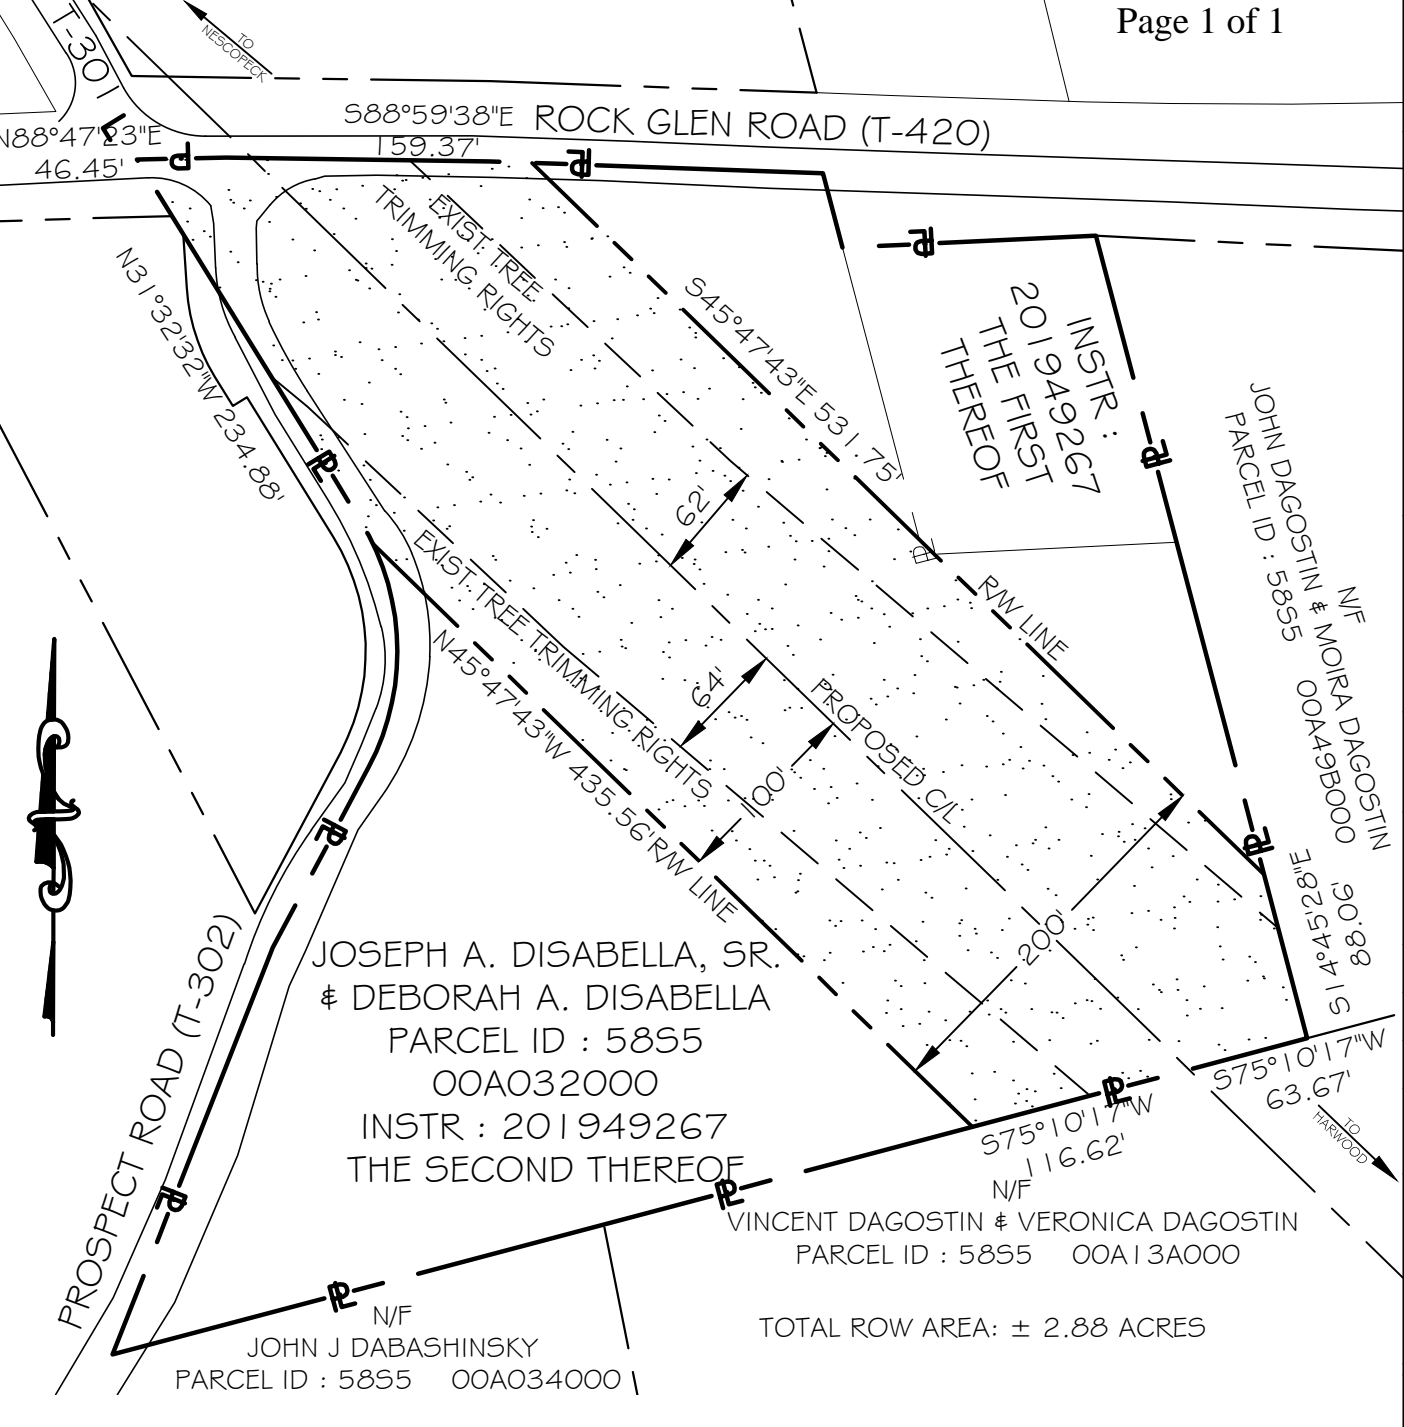 Page 1 of 1
T-301
TO
NESCOPECK
N88°47'23"E
46.45'
S88°59'38"E
159.37'
ROCK GLEN ROAD (T-420)
EXIST. TREE
TRIMMING RIGHTS
N31°32'32"W 234.88'
S45°47'43"E 531.75'
INSTR :
201949267
THE FIRST
THEREOF
N/F
JOHN DAGOSTIN & MOIRA DAGOSTIN
PARCEL ID : 58S5 00A49B000
62'
EXIST. TREE TRIMMING RIGHTS
R/W LINE
N45°47'43"W 435.56'
R/W LINE
64'
100'
PROPOSED C/L
200'
S14°45'28"E
88.06'
PROSPECT ROAD (T-302)
JOSEPH A. DISABELLA, SR.
& DEBORAH A. DISABELLA
PARCEL ID : 58S5
00A032000
INSTR : 201949267
THE SECOND THEREOF
S75°10'17"W
63.67'
S75°10'17"W
116.62'
TO
HARWOOD
N/F
VINCENT DAGOSTIN & VERONICA DAGOSTIN
PARCEL ID : 58S5 00A13A000
N/F
JOHN J DABASHINSKY
PARCEL ID : 58S5 00A034000
TOTAL ROW AREA: ± 2.88 ACRES